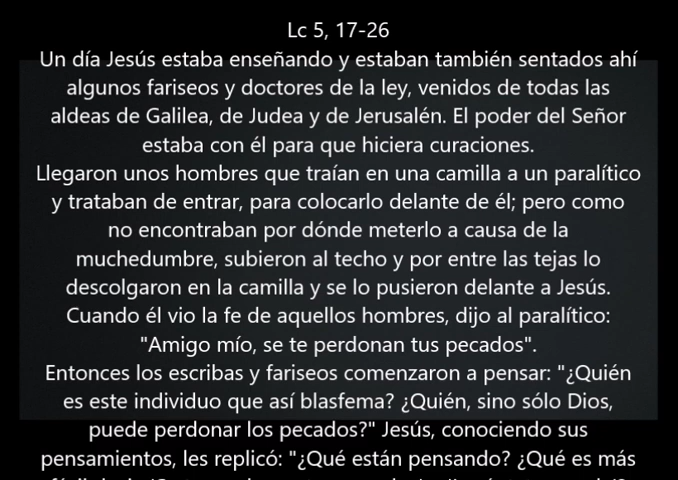 Lc 5, 17-26
Un día Jesús estaba enseñando y estaban también sentados ahí
algunos fariseos y doctores de la ley, venidos de todas las
aldeas de Galilea, de Judea y de Jerusalén. El poder del Señor
estaba con él para que hiciera curaciones.
Llegaron unos hombres que traían en una camilla a un paralítico
y trataban de entrar, para colocarlo delante de él; pero como
no encontraban por dónde meterlo a causa de la
muchedumbre, subieron al techo y por entre las tejas lo
descolgaron en la camilla y se lo pusieron delante a Jesús.
Cuando él vio la fe de aquellos hombres, dijo al paralítico:
"Amigo mío, se te perdonan tus pecados".
Entonces los escribas y fariseos comenzaron a pensar: "¿Quién
es este individuo que así blasfema? ¿Quién, sino sólo Dios,
puede perdonar los pecados?" Jesús, conociendo sus
pensamientos, les replicó: "¿Qué están pensando? ¿Qué es más